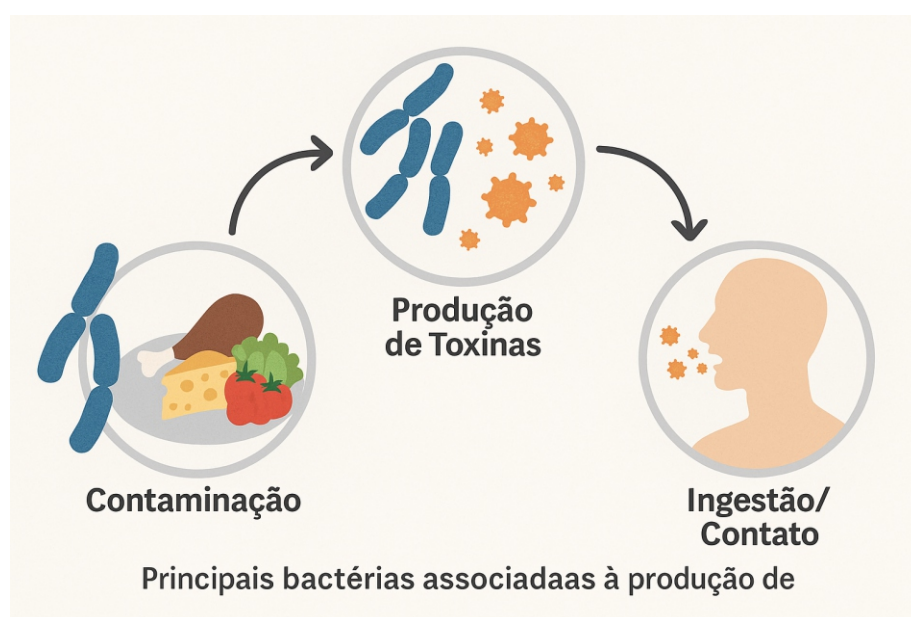 Produção
de Toxinas
Contaminação
Ingestão/
Contato
Principais bactérias associadaas à produção de